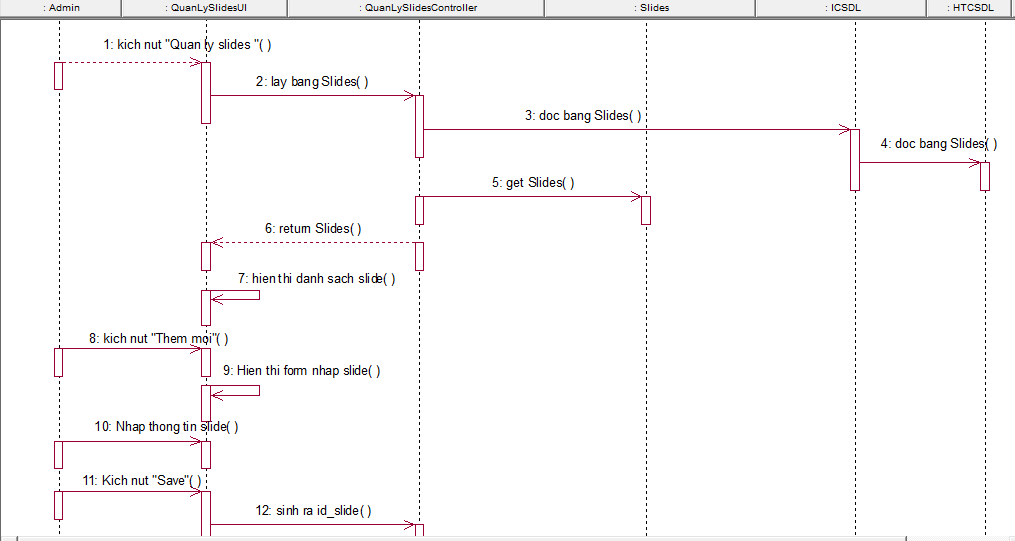 : Admin
: QuanLySlidesUI
: QuanLySlidesController
: Slides
: ICSDL
: HTCSDL
1: kich nut "Quan ly slides "( )
2: lay bang Slides( )
3: doc bang Slides( )
4: doc bang Slides( )
5: get Slides( )
6: return Slides( )
7: hien thi danh sach slide( )
8: kich nut "Them moi"( )
9: Hien thi form nhap slide( )
10: Nhap thong tin slide( )
11: Kich nut "Save"( )
12: sinh ra id_slide( )